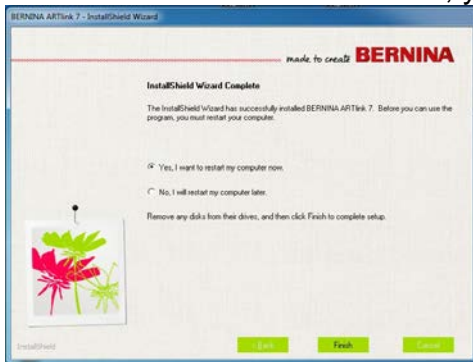 BERNINA ARTlink 7 - InstallShield Wizard
made to create BERNINA
InstallShield Wizard Complete
The InstallShield Wizard has successfully installed BERNINA ARTlink 7. Before you can use the
program, you must restart your computer.
Yes, I want to restart my computer now.
No, I will restart my computer later.
Remove any disks from their drives, and then click Finish to complete setup.
InstallShield
< Back
Finish
Cancel